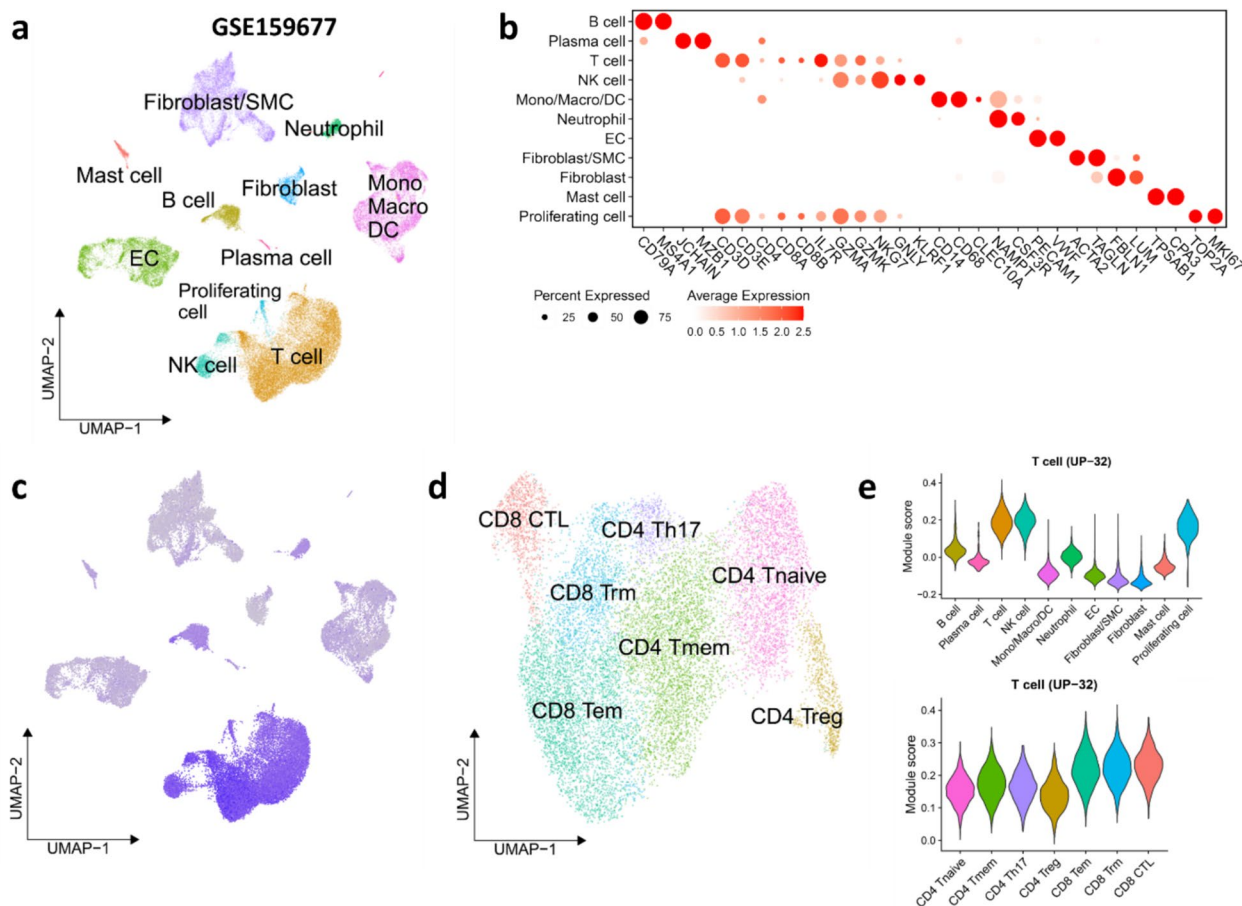 a
GSE159677
Fibroblast/SMC
Neutrophil
Mast cell
Fibroblast
Mono
Macro
DC
B cell
EC
Plasma cell
Proliferating
cell
NK cell
T cell
UMAP-2
UMAP-1
b
B cell
Plasma cell
T cell
NK cell
Mono/Macro/DC
Neutrophil
EC
Fibroblast/SMC
Fibroblast
Mast cell
Proliferating cell
CD79A
MS4A1
JCHAIN
MZB1
CD3D
CD3E
CD4
CD8A
CD8B
IL7R
GZMA
GZMK
NKG7
GNLY
KLRF1
CD14
CD68
CLEC10A
NAMPT
CSF3R
PECAM1
VWF
ACTA2
TAGLN
FBLN1
LUM
TPSAB1
CPA3
TOP2A
MKI67
Percent Expressed
25 50 75
Average Expression
0.0 0.5 1.0 1.5 2.0 2.5
c
UMAP-2
UMAP-1
d
CD8 CTL
CD4 Th17
CD4 Tnaive
CD8 Trm
CD4 Tmem
CD8 Tem
CD4 Treg
UMAP-2
UMAP-1
e
T cell (UP-32)
Module score
0.4
0.2
0.0
-0.2
B cell
Plasma cell
T cell
NK cell
Mono/Macro/DC
Neutrophil
EC
Fibroblast/SMC
Fibroblast
Mast cell
Proliferating cell
T cell (UP-32)
Module score
0.4
0.3
0.2
0.1
0.0
CD4 Tnaive
CD4 Tmem
CD4 Th17
CD4 Treg
CD8 Tem
CD8 Trm
CD8 CTL